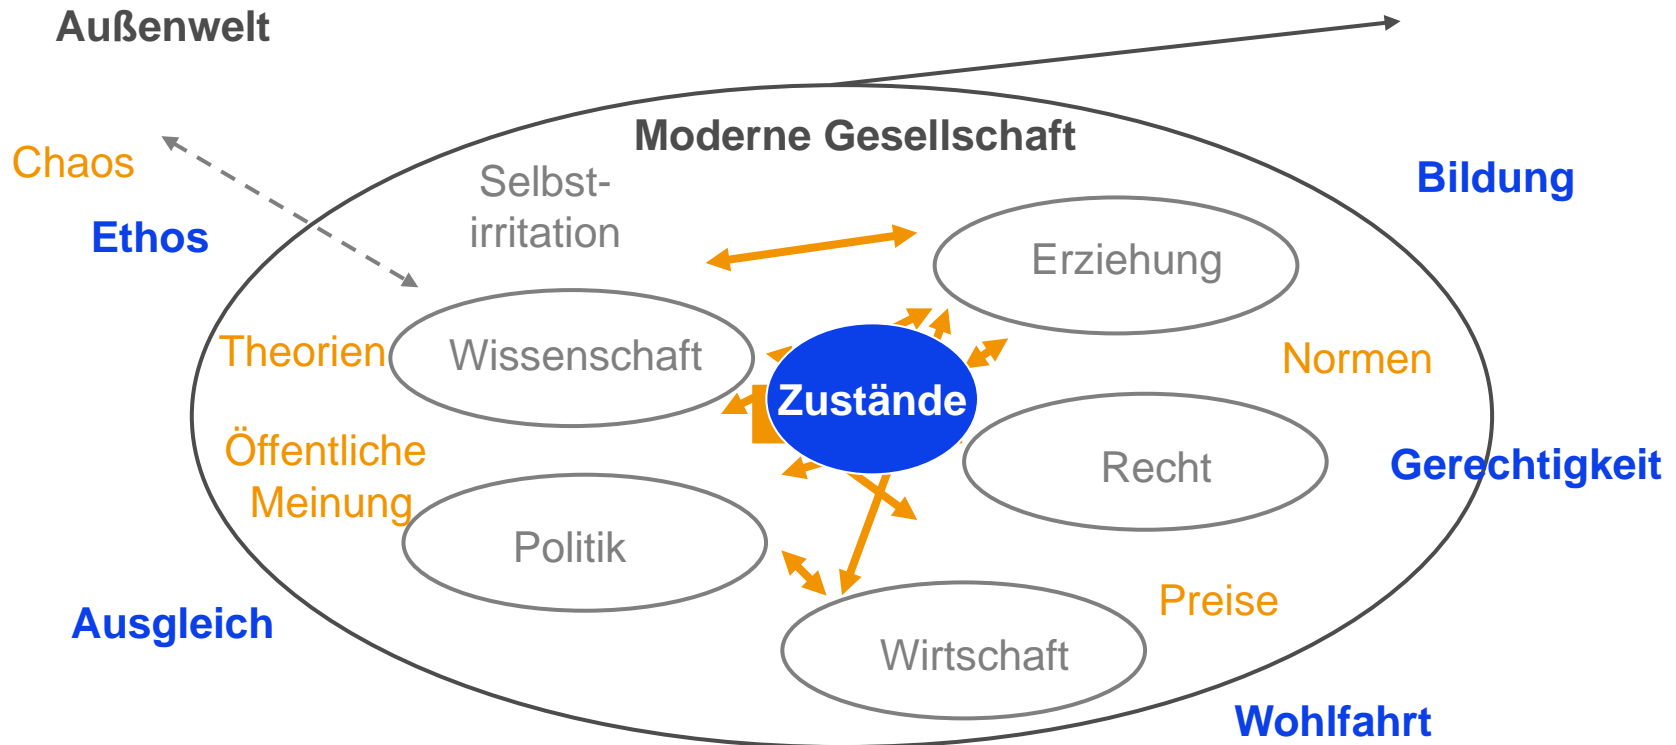 Außenwelt
Moderne Gesellschaft
Chaos
Selbst-
irritation
Bildung
Ethos
Erziehung
Theorien
Wissenschaft
Normen
Zustände
Öffentliche
Meinung
Recht
Gerechtigkeit
Politik
Preise
Ausgleich
Wirtschaft
Wohlfahrt